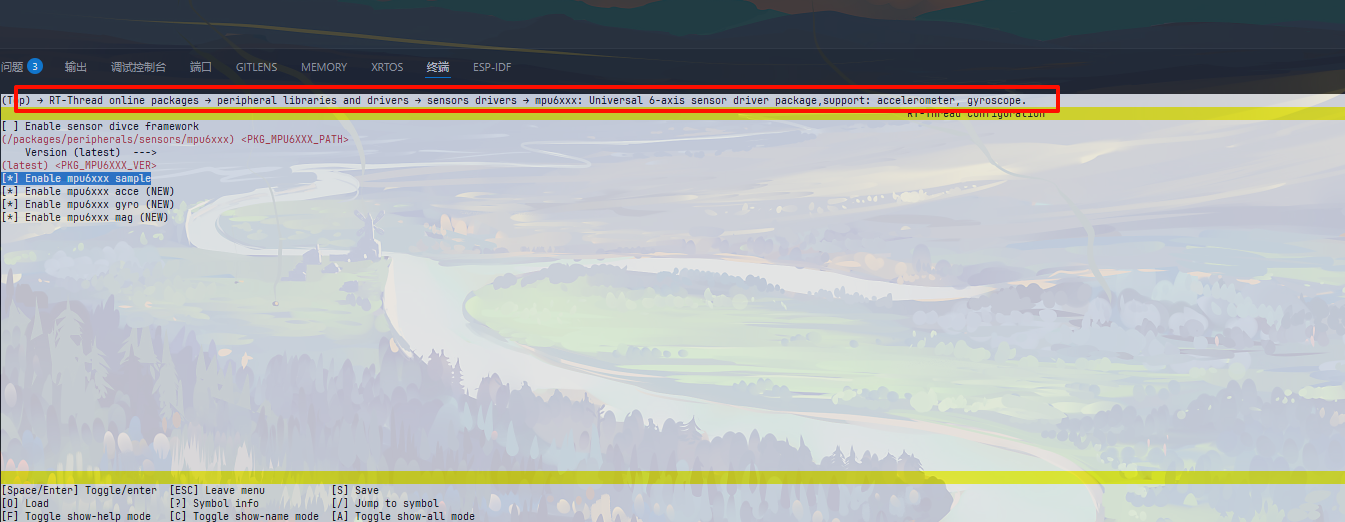 问题 3 输出 调试控制台 端口 GITLENS MEMORY XRTOS 终端 ESP-IDF
(Top) → RT-Thread online packages → peripheral libraries and drivers → sensors drivers → mpu6xxx: Universal 6-axis sensor driver package,support: accelerometer, gyroscope.
RT-Thread Configuration
[ ] Enable sensor divce framework
(/packages/peripherals/sensors/mpu6xxx) <PKG_MPU6XXX_PATH>
Version (latest) --->
(latest) <PKG_MPU6XXX_VER>
[*] Enable mpu6xxx sample
[*] Enable mpu6xxx acce (NEW)
[*] Enable mpu6xxx gyro (NEW)
[*] Enable mpu6xxx mag (NEW)
[Space/Enter] Toggle/enter [ESC] Leave menu [S] Save
[O] Load [?] Symbol info [/] Jump to symbol
[F] Toggle show-help mode [C] Toggle show-name mode [A] Toggle show-all mode